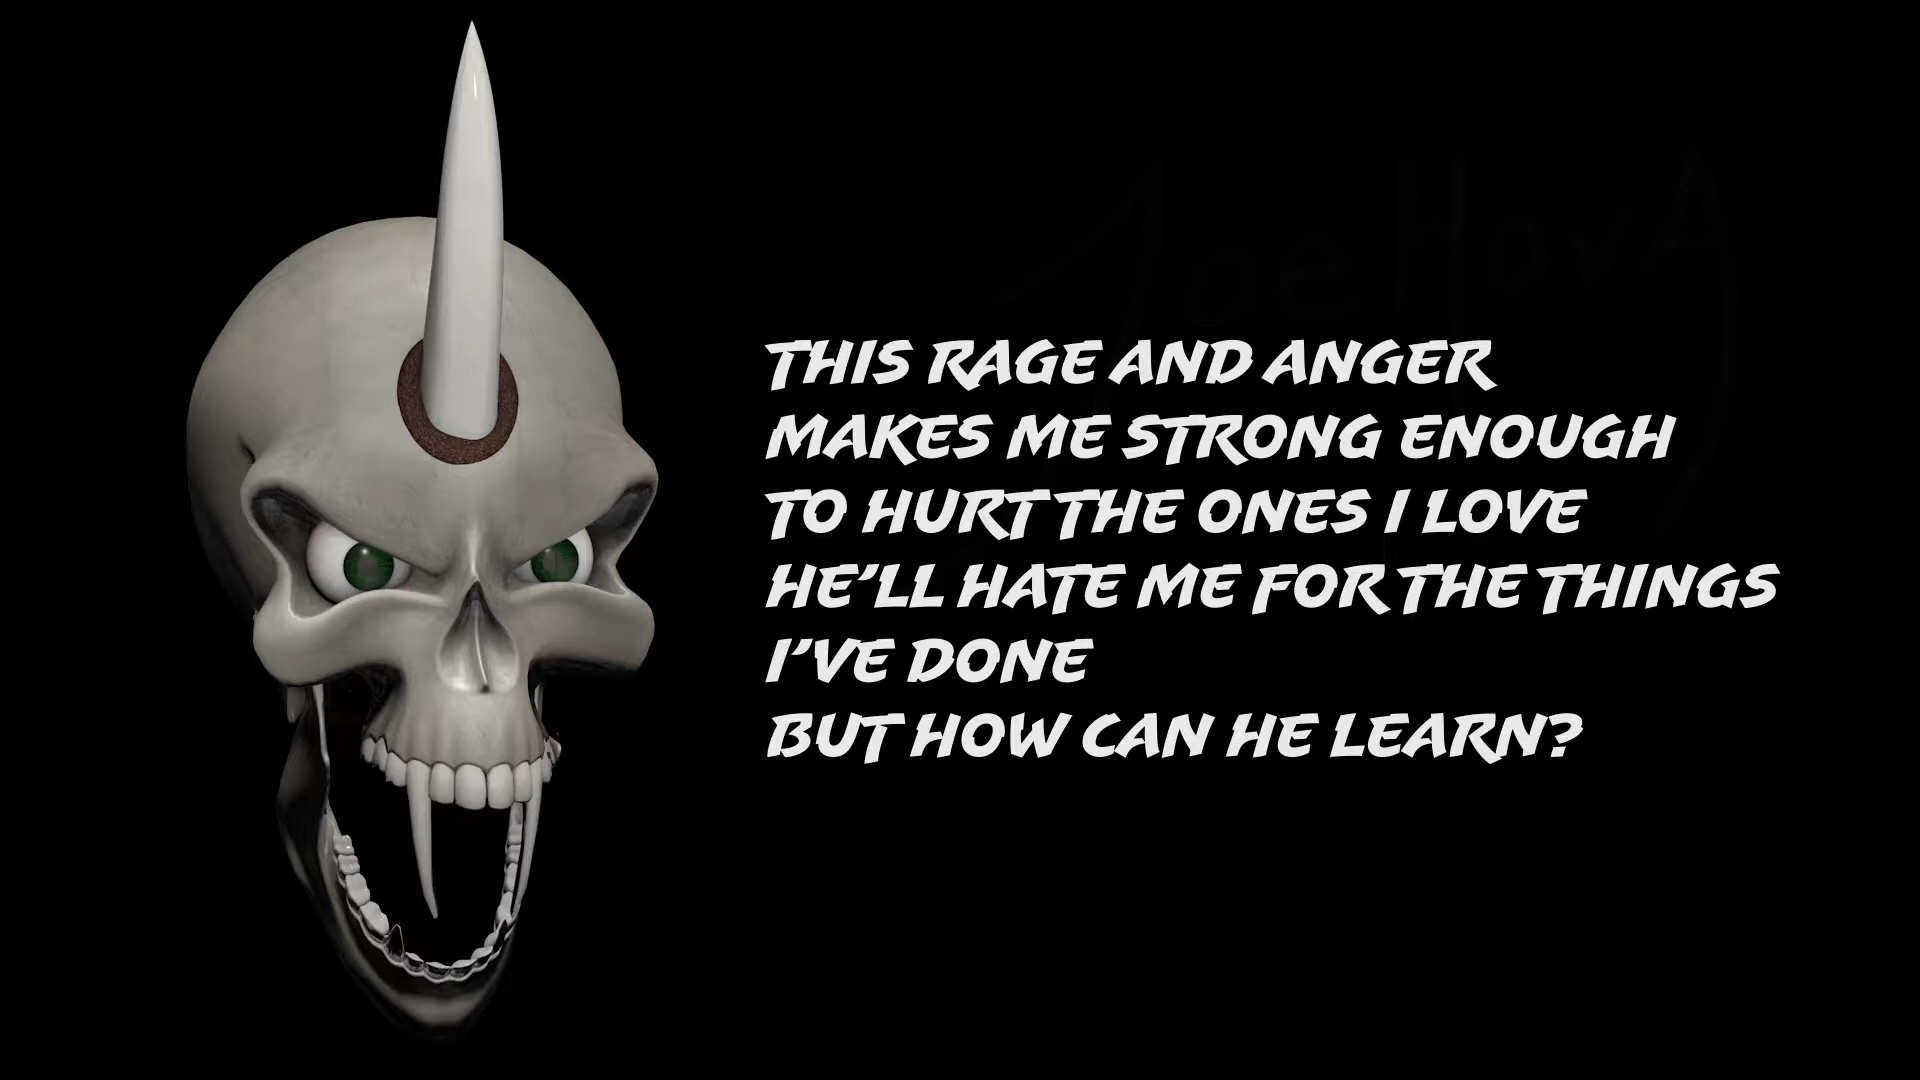 JoeHovA
THIS RAGE AND ANGER
MAKES ME STRONG ENOUGH
TO HURT THE ONES I LOVE
HE'LL HATE ME FOR THE THINGS
I'VE DONE
BUT HOW CAN HE LEARN?